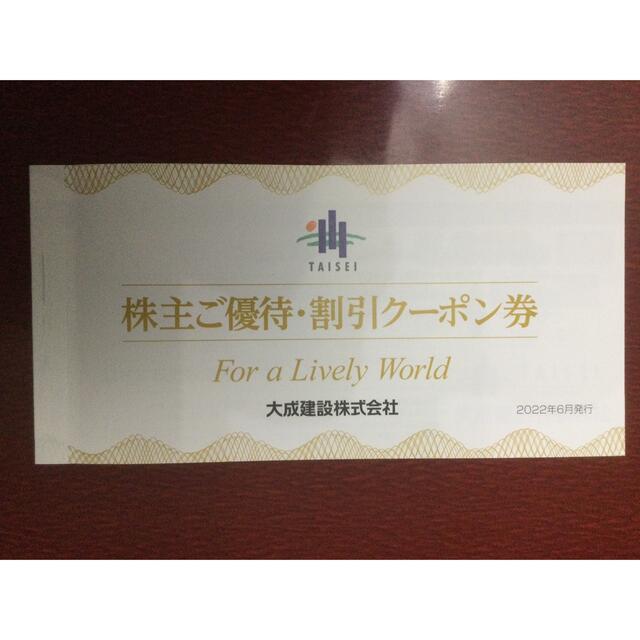 TAISEI
株主ご優待・割引クーポン券
For a Lively World
大成建設株式会社
2022年6月発行